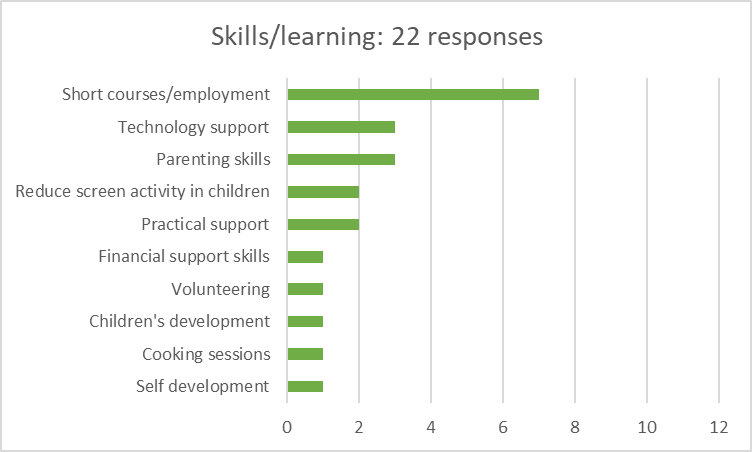 Skills/learning: 22 responses
Short courses/employment
Technology support
Parenting skills
Reduce screen activity in children
Practical support
Financial support skills
Volunteering
Children's development
Cooking sessions
Self development
0 2 4 6 8 10 12